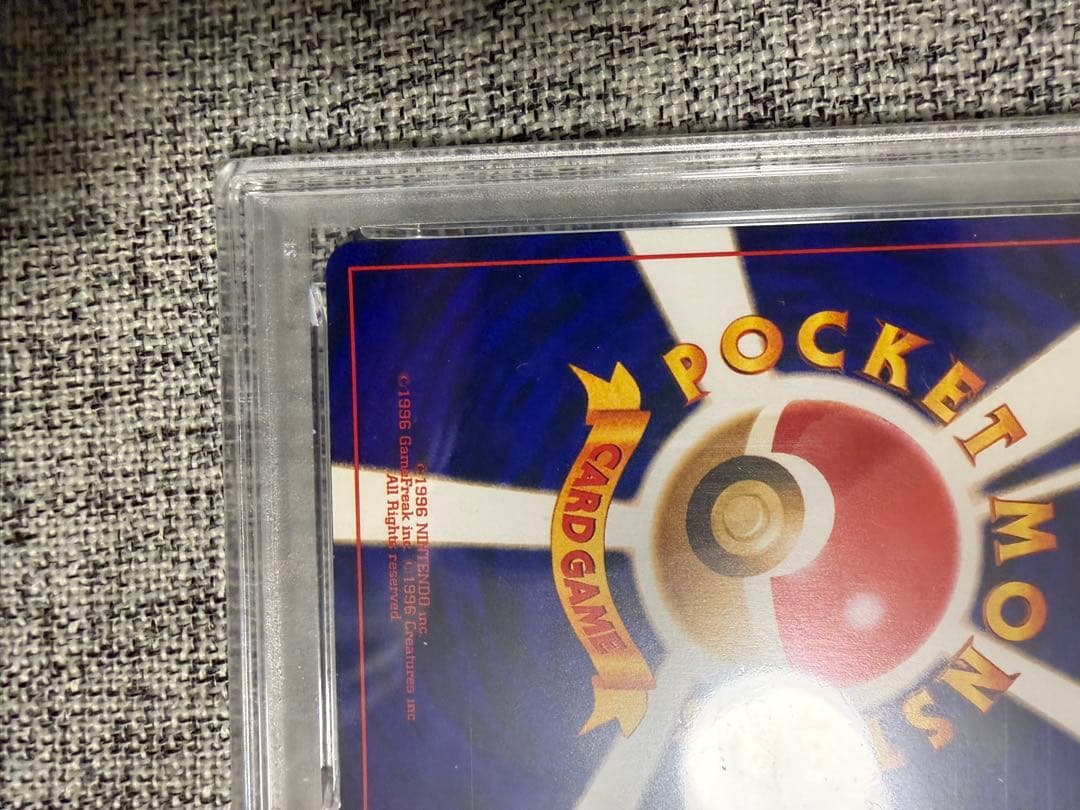 POCKET MONSTERS
CARD GAME
©1996 NINTENDO inc.,
©1996 GameFreak inc. ©1996 Creatures inc
All Rights reserved.